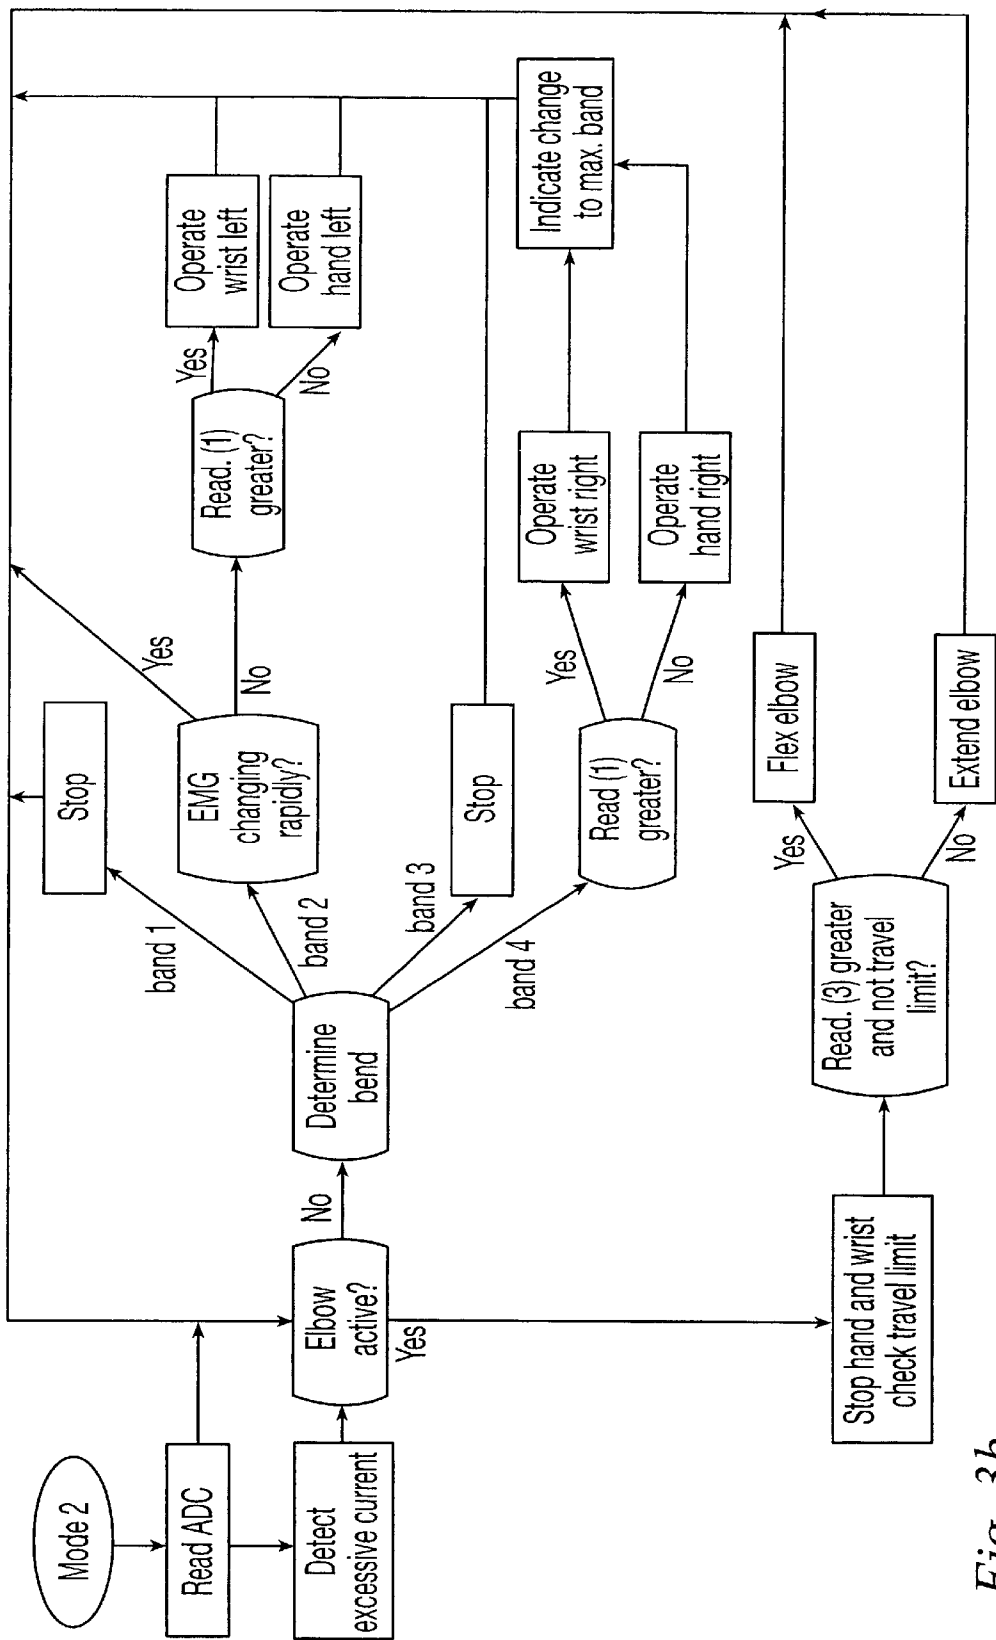 Mode 2
Read ADC
Detect
excessive current
Elbow
active?
No
Yes
Determine
bend
band 1
band 2
band 3
band 4
Stop
EMG
changing
rapidly?
Yes
No
Read. (1)
greater?
Yes
No
Operate
wrist left
Operate
hand left
Stop
Read (1)
greater?
Yes
No
Operate
wrist right
Operate
hand right
Indicate change
to max. band
Stop hand and wrist
check travel limit
Read. (3) greater
and not travel
limit?
Yes
No
Flex elbow
Extend elbow
Fig. 3b